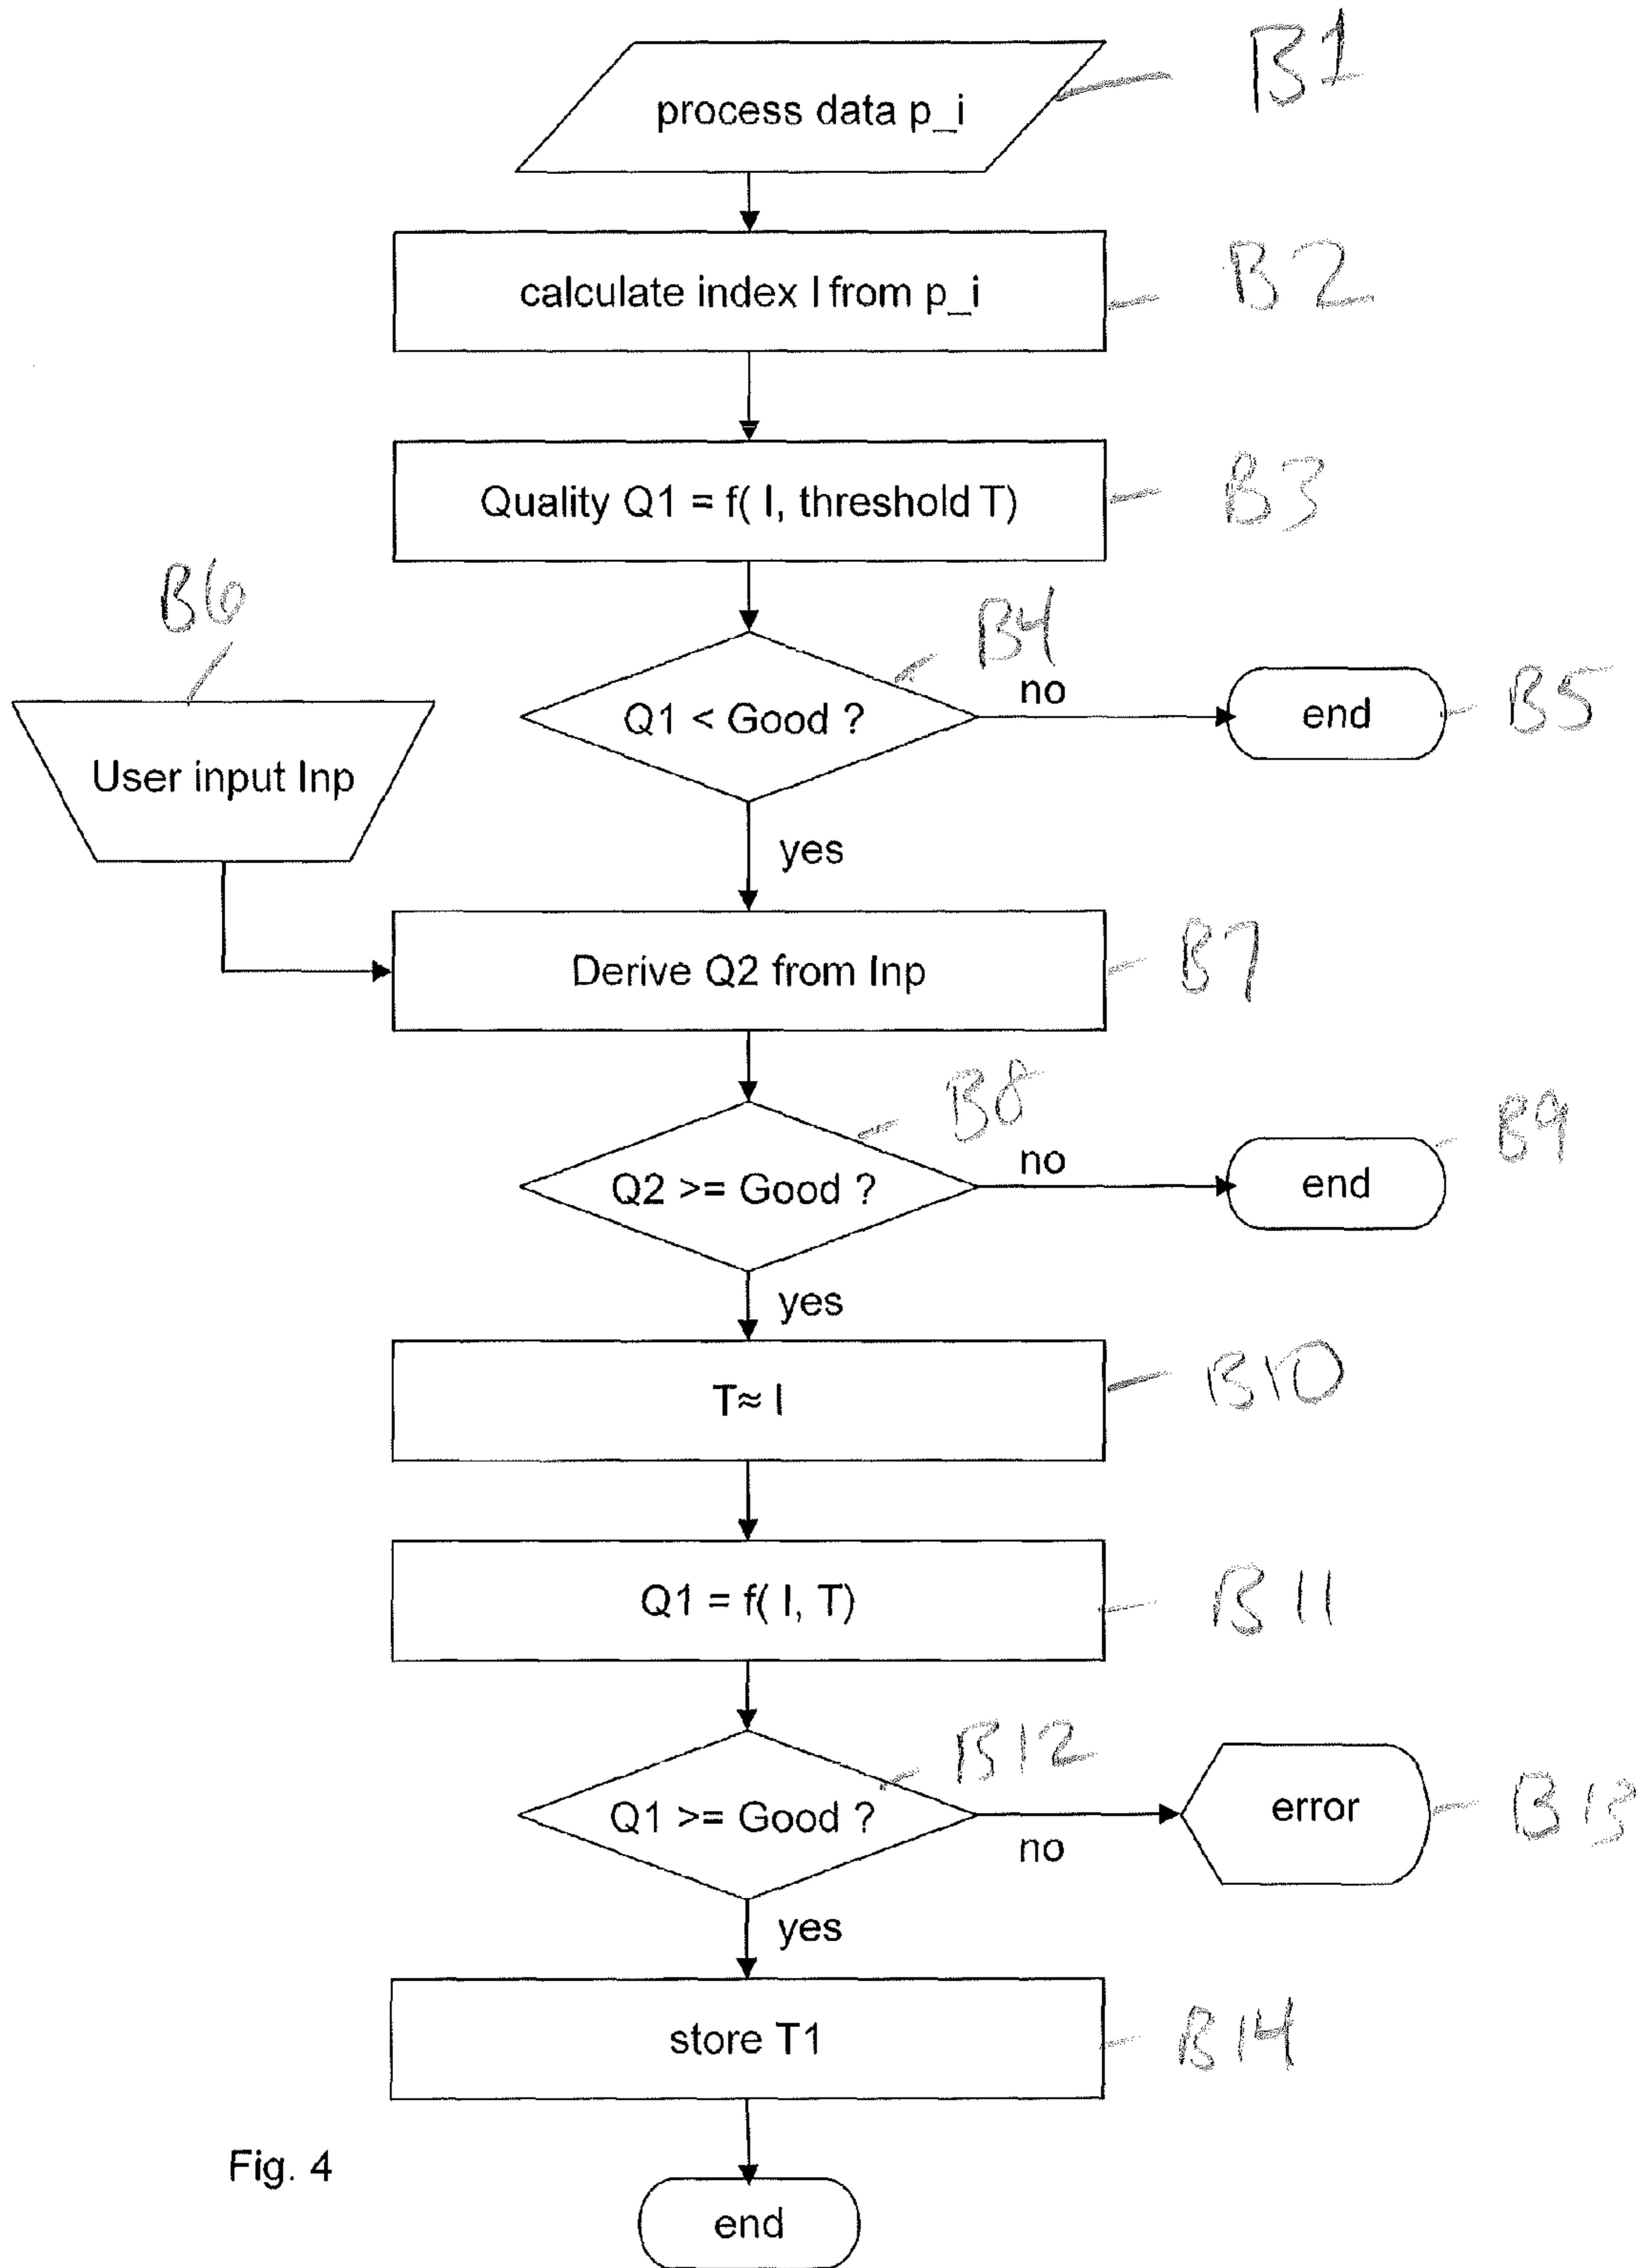 process data p_i
B1
calculate index I from p_i
B2
Quality Q1 = f( I, threshold T)
B3
B6
B4
Q1 < Good ?
no
end
B5
User input Inp
yes
Derive Q2 from Inp
B7
B8
Q2 >= Good ?
no
end
B9
yes
T≈ I
B10
Q1 = f( I, T)
B11
B12
Q1 >= Good ?
no
error
B13
yes
store T1
B14
Fig. 4
end